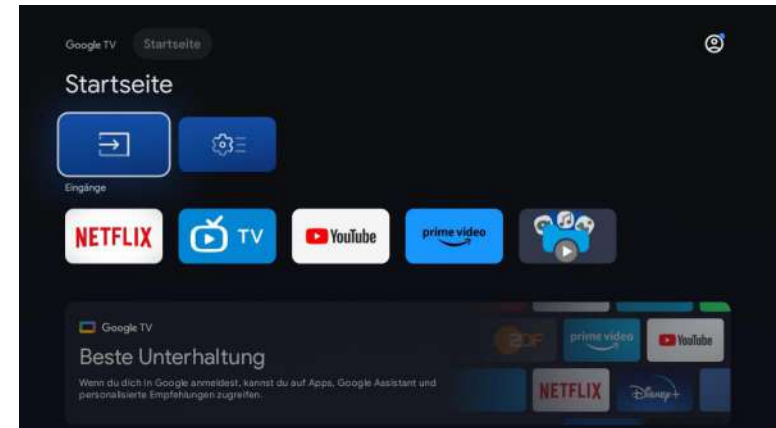 Google TV Startseite
Startseite
Eingänge
NETFLIX TV YouTube prime video
Google TV
Beste Unterhaltung
Wenn du dich in Google anmeldest, kannst du auf Apps, Google Assistant und
personalisierte Empfehlungen zugreifen.
ZDF prime video YouTube
NETFLIX Disney+